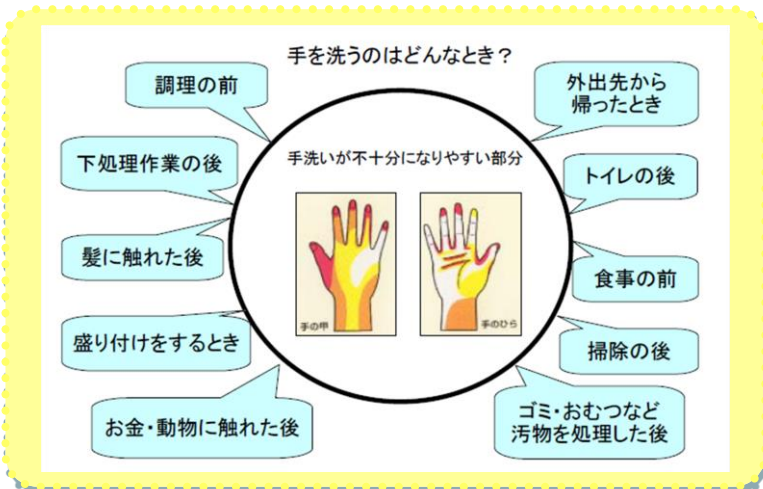 手を洗うのはどんなとき？
調理の前
下処理作業の後
髪に触れた後
盛り付けをするとき
お金・動物に触れた後
手洗いが不十分になりやすい部分
手の甲
手のひら
外出先から
帰ったとき
トイレの後
食事の前
掃除の後
ゴミ・おむつなど
汚物を処理した後